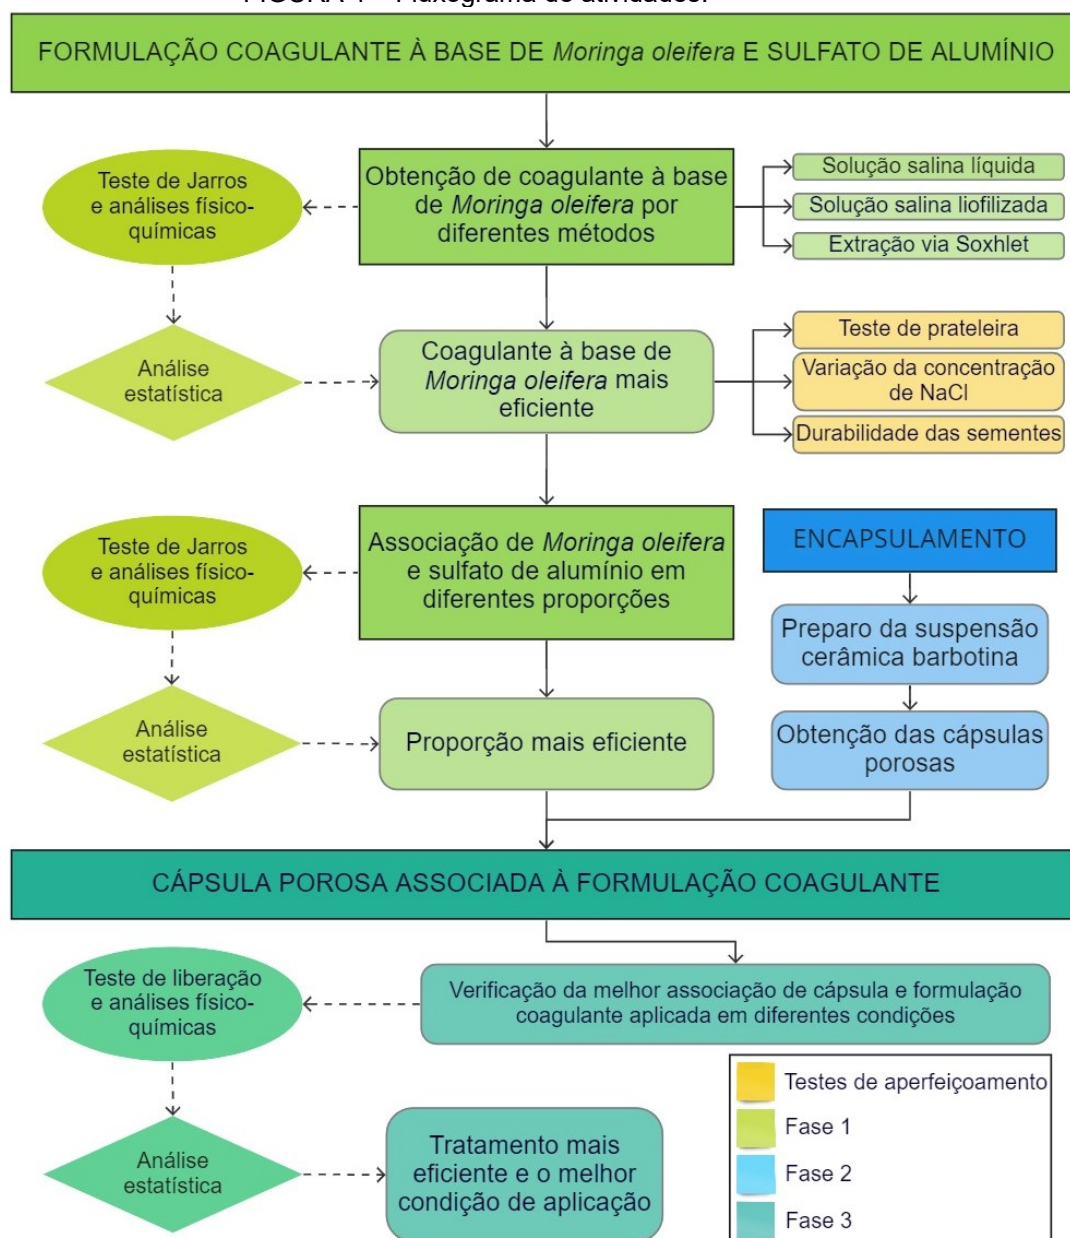 FIGURA 4 – Fluxograma de atividades.
FORMULAÇÃO COAGULANTE À BASE DE Moringa oleifera E SULFATO DE ALUMÍNIO
Teste de Jarros
e análises físico-
químicas
Obtenção de coagulante à base
de Moringa oleifera por
diferentes métodos
Solução salina líquida
Solução salina liofilizada
Extração via Soxhlet
Análise
estatística
Coagulante à base de
Moringa oleifera mais
eficiente
Teste de prateleira
Variação da concentração
de NaCl
Durabilidade das sementes
Teste de Jarros
e análises físico-
químicas
Associação de Moringa oleifera
e sulfato de alumínio em
diferentes proporções
ENCAPSULAMENTO
Preparo da suspensão
cerâmica barbotina
Análise
estatística
Proporção mais eficiente
Obtenção das cápsulas
porosas
CÁPSULA POROSA ASSOCIADA À FORMULAÇÃO COAGULANTE
Teste de liberação
e análises físico-
químicas
Verificação da melhor associação de cápsula e formulação
coagulante aplicada em diferentes condições
Análise
estatística
Tratamento mais
eficiente e o melhor
condição de aplicação
Testes de aperfeiçoamento
Fase 1
Fase 2
Fase 3